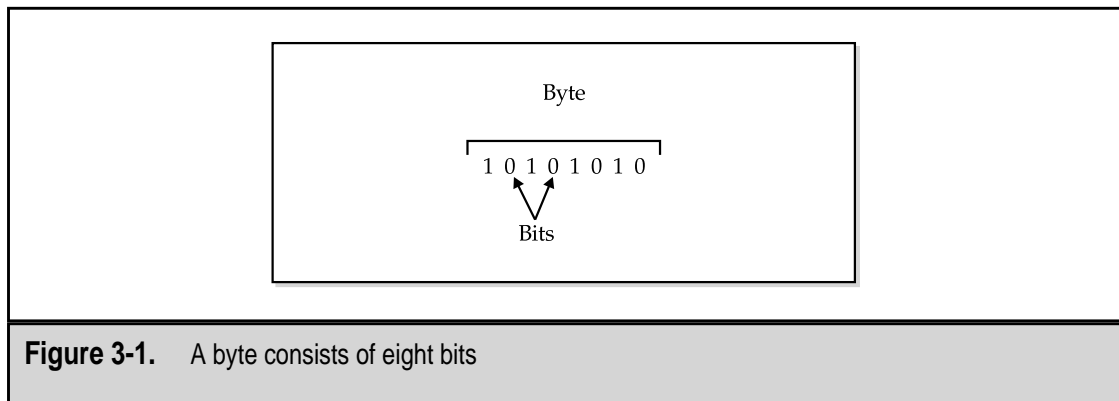 Byte
1 0 1 0 1 0 1 0
Bits
Figure 3-1. A byte consists of eight bits